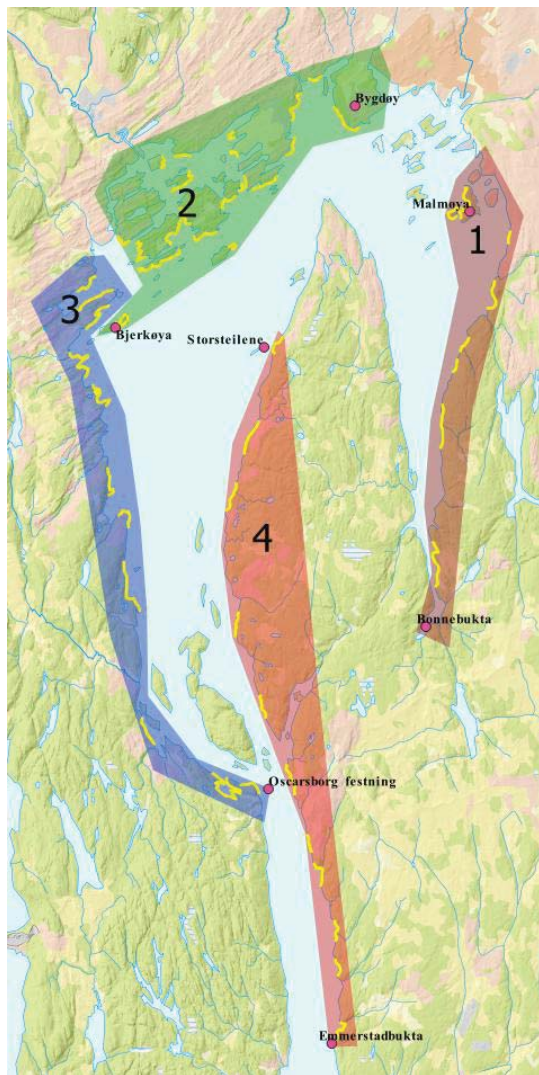 Bygdøy
2
Malmøya
1
3
Bjerkøya
Storsteilene
4
Bonnebukta
Oscarsborg festning
Emmerstadbukta